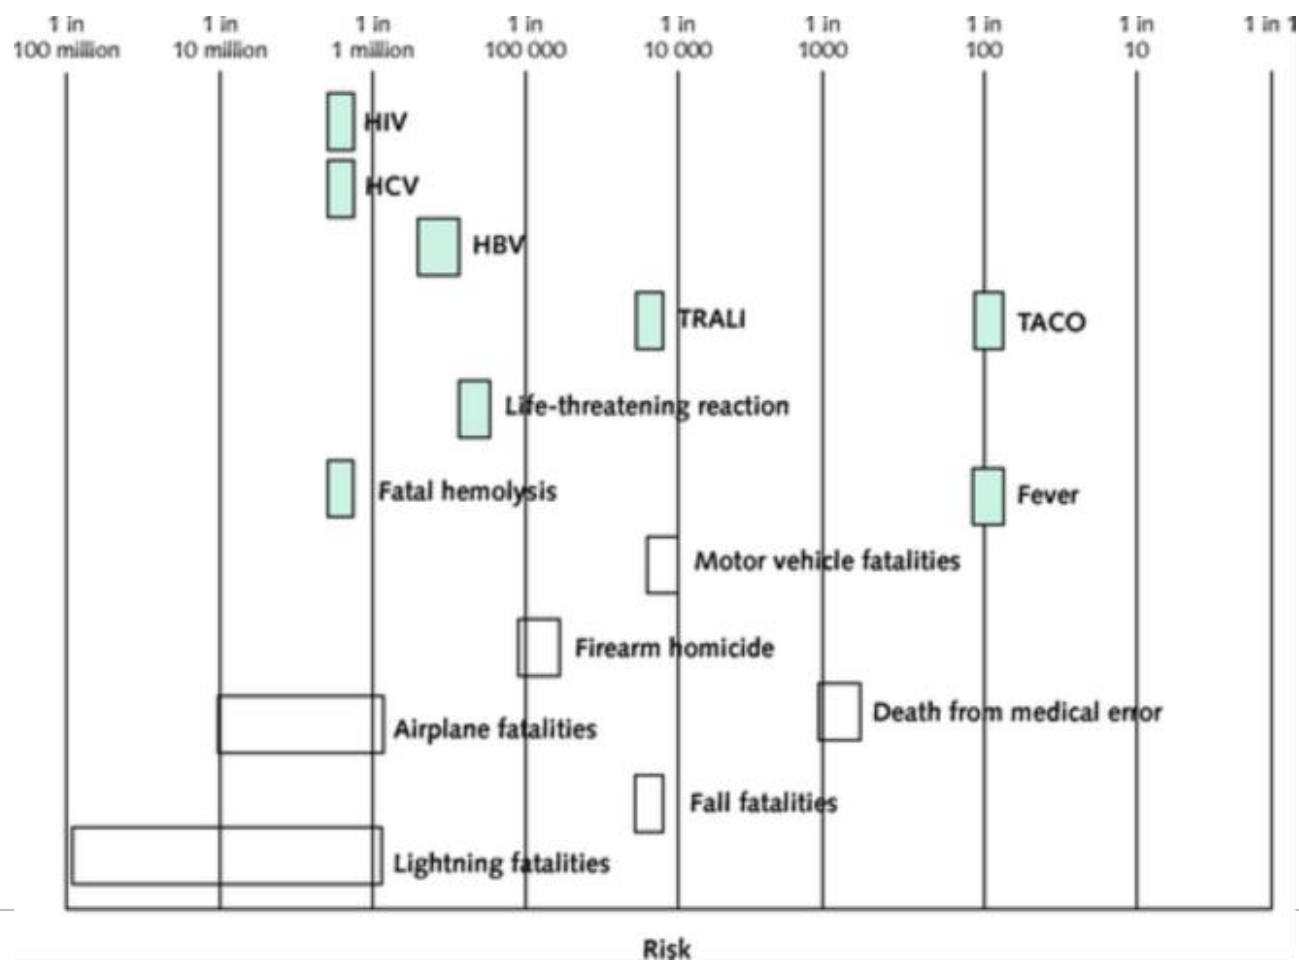 1 in 1 in 1 in 1 in 1 in 1 in 1 in 1 in 1 in 1
100 million 10 million 1 million 100 000 10 000 1000 100 10
HIV
HCV
HBV
TRALI TACO
Life-threatening reaction
Fatal hemolysis Fever
Motor vehicle fatalities
Firearm homicide
Death from medical error
Airplane fatalities
Fall fatalities
Lightning fatalities
Risk